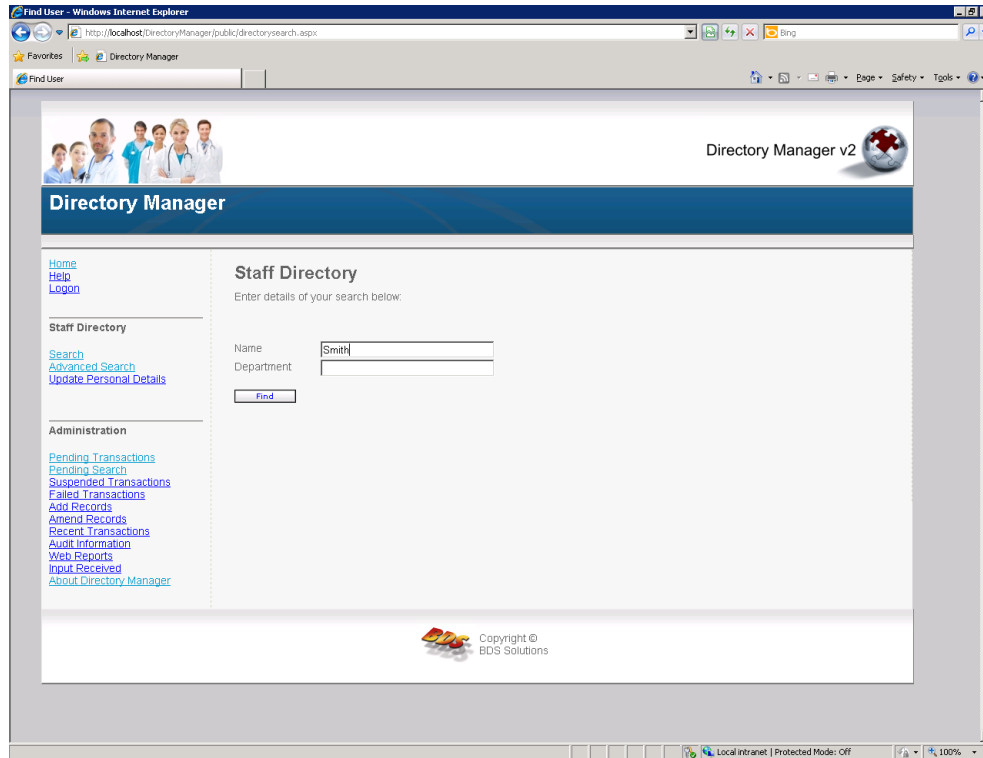 Find User - Windows Internet Explorer
http://localhost/DirectoryManager/public/directorysearch.aspx
Bing
Favorites
Directory Manager
Find User
Page
Safety
Tools
Directory Manager v2
Directory Manager
Home
Help
Logon
Staff Directory
Search
Advanced Search
Update Personal Details
Administration
Pending Transactions
Pending Search
Suspended Transactions
Failed Transactions
Add Records
Amend Records
Recent Transactions
Audit Information
Web Reports
Input Received
About Directory Manager
Staff Directory
Enter details of your search below:
Name
Smith
Department
Find
BDS
Copyright ©
BDS Solutions
Local intranet | Protected Mode: Off
100%